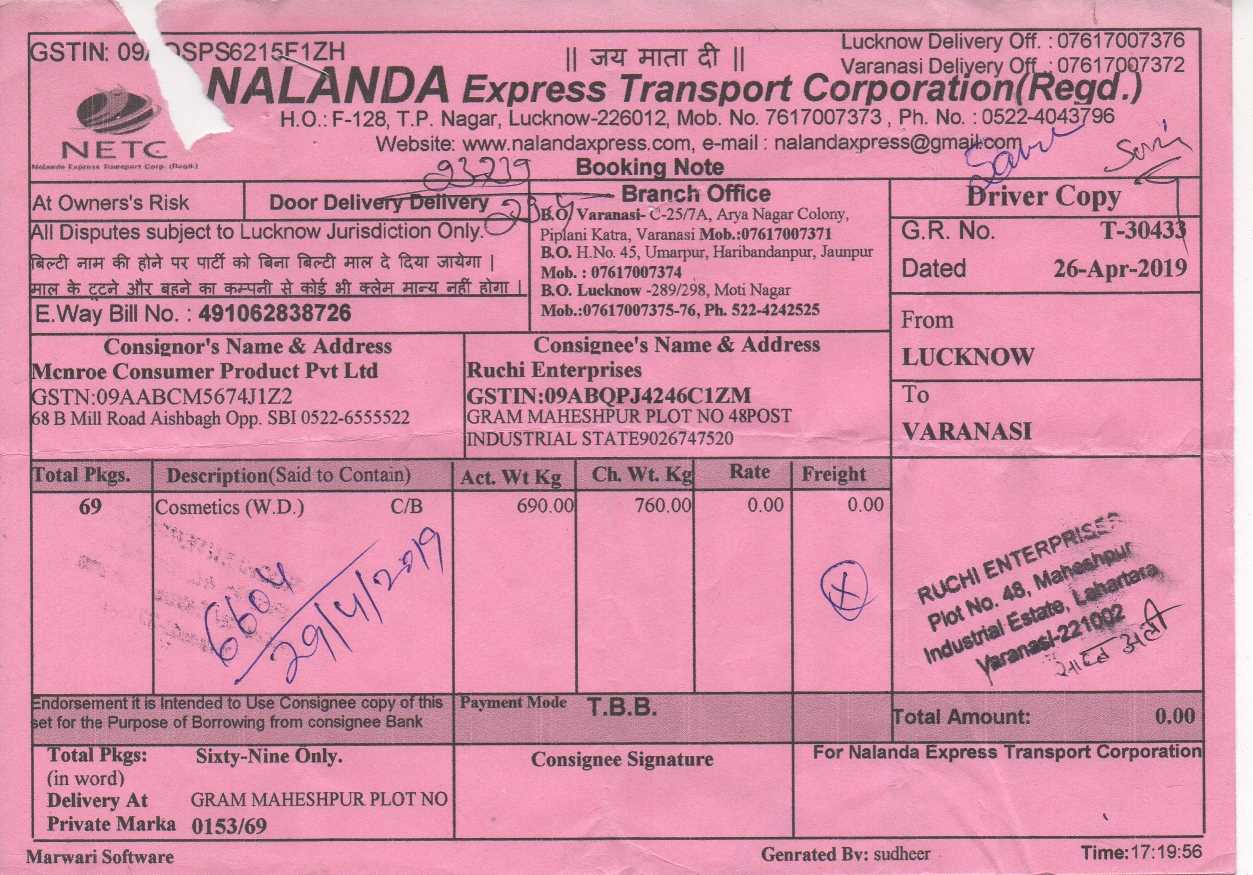 GSTIN: 09A QSPS6215F1ZH
|| जय माता दी ||
Lucknow Delivery Off. : 07617007376
Varanasi Delivery Off. : 07617007372
NALANDA Express Transport Corporation(Regd.)
H.O.: F-128, T.P. Nagar, Lucknow-226012, Mob. No. 7617007373 , Ph. No. : 0522-4043796
Website: www.nalandaxpress.com, e-mail : nalandaxpress@gmail.com
NETC
Nalanda Express Transport Corp. (Regd.)
Booking Note
At Owners's Risk
Door Delivery Delivery
All Disputes subject to Lucknow Jurisdiction Only.
बिल्टी नाम की होने पर पार्टी को बिना बिल्टी माल दे दिया जायेगा |
माल के टूटने और बहने का कम्पनी से कोई भी क्लेम मान्य नहीं होगा |
E.Way Bill No. : 491062838726
Branch Office
B.O. Varanasi- C-25/7A, Arya Nagar Colony,
Piplani Katra, Varanasi Mob.:07617007371
B.O. H.No. 45, Umarpur, Haribandanpur, Jaunpur
Mob. : 07617007374
B.O. Lucknow -289/298, Moti Nagar
Mob.:07617007375-76, Ph. 522-4242525
Driver Copy
G.R. No. T-30433
Dated 26-Apr-2019
From
LUCKNOW
To
VARANASI
Consignor's Name & Address
Mcnroe Consumer Product Pvt Ltd
GSTN:09AABCM5674J1Z2
68 B Mill Road Aishbagh Opp. SBI 0522-6555522
Consignee's Name & Address
Ruchi Enterprises
GSTIN:09ABQPJ4246C1ZM
GRAM MAHESHPUR PLOT NO 48POST
INDUSTRIAL STATE9026747520
Total Pkgs. Description(Said to Contain) Act. Wt Kg Ch. Wt. Kg Rate Freight
69 Cosmetics (W.D.) C/B 690.00 760.00 0.00 0.00
6604
29/4/2019
RUCHI ENTERPRISES
Plot No. 48, Maheshpur
Industrial Estate, Lahartara
Varanasi-221002
Endorsement it is Intended to Use Consignee copy of this
set for the Purpose of Borrowing from consignee Bank
Payment Mode T.B.B.
Total Amount: 0.00
Total Pkgs: Sixty-Nine Only.
(in word)
Delivery At GRAM MAHESHPUR PLOT NO
Private Marka 0153/69
Consignee Signature
For Nalanda Express Transport Corporation
Marwari Software
Genrated By: sudheer
Time:17:19:56